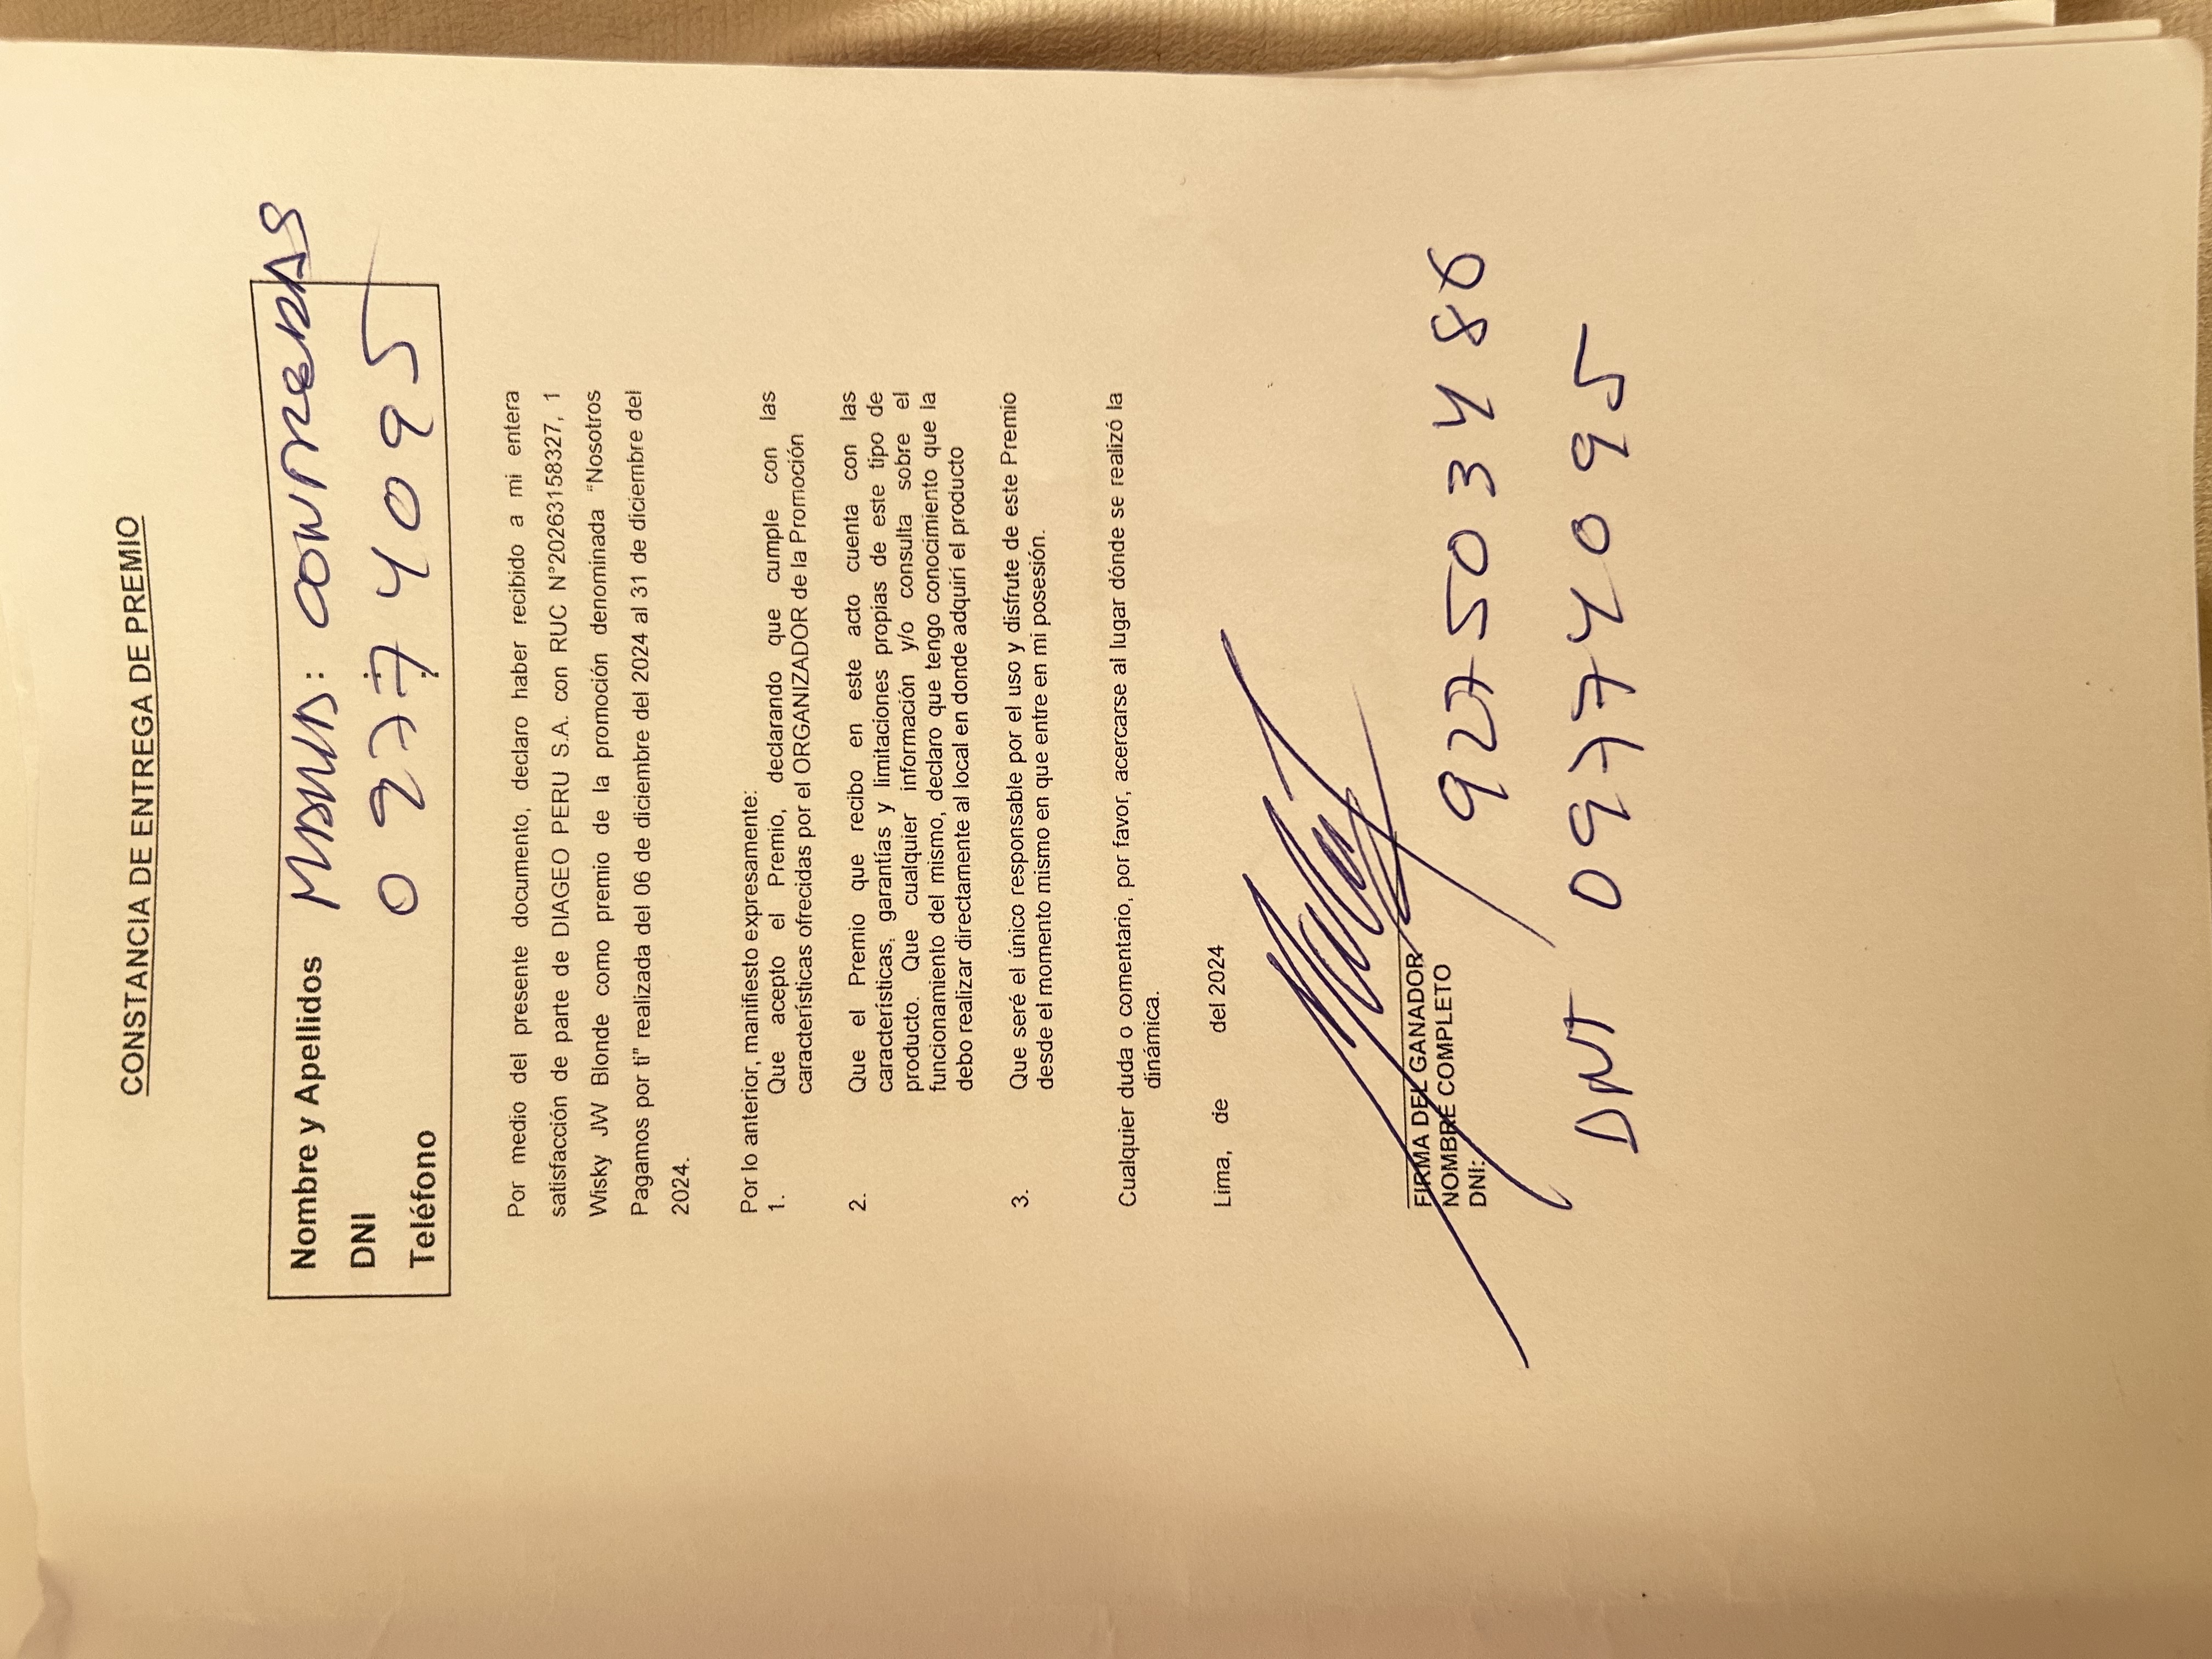 CONSTANCIA DE ENTREGA DE PREMIO
Nombre y Apellidos : MARIA CONTRERAS
DNI : 09774095
Teléfono :
Por medio del presente documento, declaro haber recibido a mi entera
satisfacción de parte de DIAGEO PERU S.A. con RUC N°20263158327, 1
Wisky JW Blonde como premio de la promoción denominada “Nosotros
Pagamos por ti” realizada del 06 de diciembre del 2024 al 31 de diciembre del
2024.
Por lo anterior, manifiesto expresamente:
1. Que acepto el Premio, declarando que cumple con las
características ofrecidas por el ORGANIZADOR de la Promoción
2. Que el Premio que recibo en este acto cuenta con las
características, garantías y limitaciones propias de este tipo de
producto. Que cualquier información y/o consulta sobre el
funcionamiento del mismo, declaro que tengo conocimiento que la
debo realizar directamente al local en donde adquirí el producto
3. Que seré el único responsable por el uso y disfrute de este Premio
desde el momento mismo en que entre en mi posesión.
Cualquier duda o comentario, por favor, acercarse al lugar dónde se realizó la
dinámica.
Lima, de del 2024
FIRMA DEL GANADOR
NOMBRE COMPLETO
DNI:
927503486
DNI 09774095